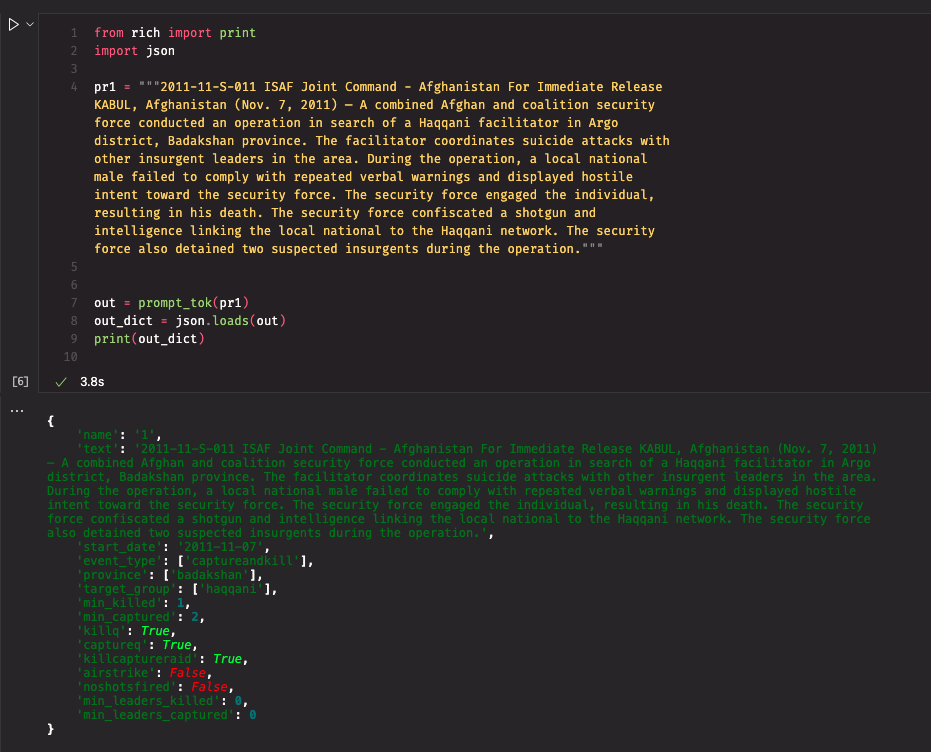 1 from rich import print
2 import json
3
4 pr1 = """2011-11-S-011 ISAF Joint Command - Afghanistan For Immediate Release
KABUL, Afghanistan (Nov. 7, 2011) — A combined Afghan and coalition security
force conducted an operation in search of a Haqqani facilitator in Argo
district, Badakshan province. The facilitator coordinates suicide attacks with
other insurgent leaders in the area. During the operation, a local national
male failed to comply with repeated verbal warnings and displayed hostile
intent toward the security force. The security force engaged the individual,
resulting in his death. The security force confiscated a shotgun and
intelligence linking the local national to the Haqqani network. The security
force also detained two suspected insurgents during the operation."""
5
6
7 out = prompt_tok(pr1)
8 out_dict = json.loads(out)
9 print(out_dict)
10
[6] ✓ 3.8s
...
{
'name': '1',
'text': '2011-11-S-011 ISAF Joint Command - Afghanistan For Immediate Release KABUL, Afghanistan (Nov. 7, 2011)
— A combined Afghan and coalition security force conducted an operation in search of a Haqqani facilitator in Argo
district, Badakshan province. The facilitator coordinates suicide attacks with other insurgent leaders in the area.
During the operation, a local national male failed to comply with repeated verbal warnings and displayed hostile
intent toward the security force. The security force engaged the individual, resulting in his death. The security
force confiscated a shotgun and intelligence linking the local national to the Haqqani network. The security force
also detained two suspected insurgents during the operation.',
'start_date': '2011-11-07',
'event_type': ['captureandkill'],
'province': ['badakshan'],
'target_group': ['haqqani'],
'min_killed': 1,
'min_captured': 2,
'killq': True,
'captureq': True,
'killcaptureraid': True,
'airstrike': False,
'noshotsfired': False,
'min_leaders_killed': 0,
'min_leaders_captured': 0
}